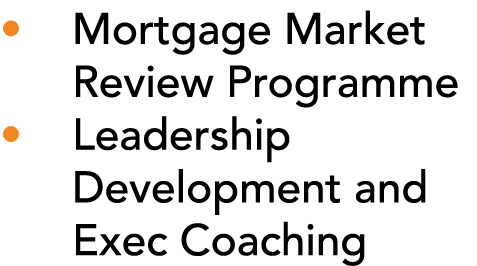 • Mortgage Market
Review Programme
• Leadership
Development and
Exec Coaching